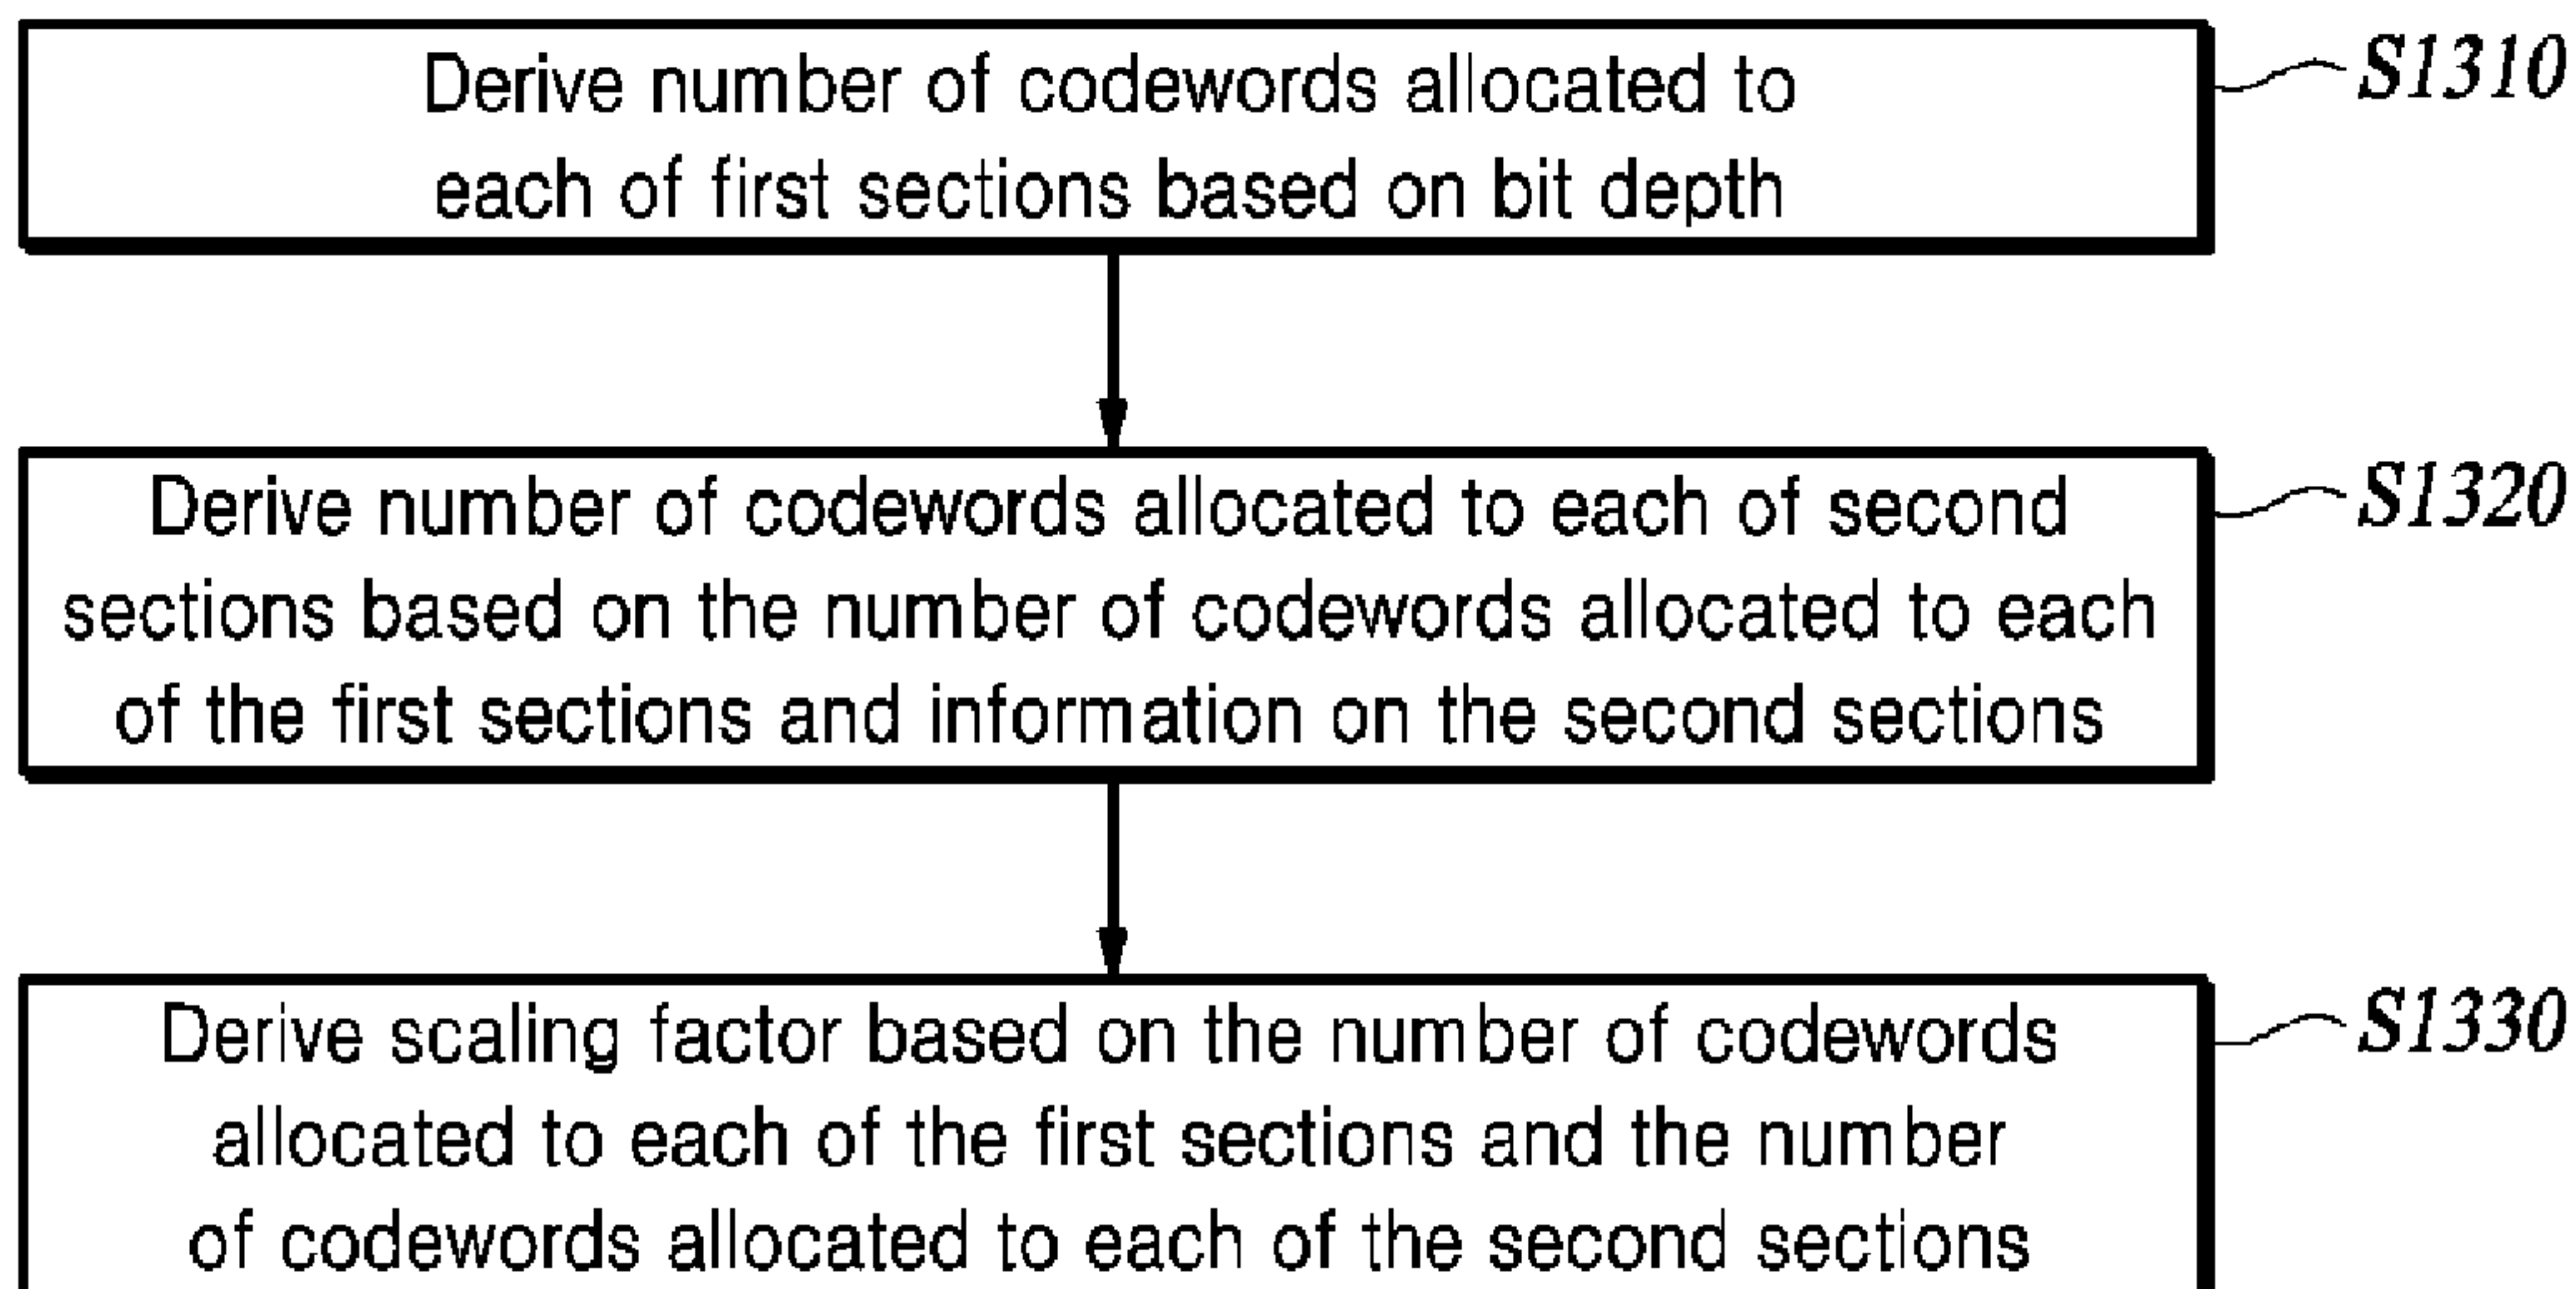 Derive number of codewords allocated to
each of first sections based on bit depth
S1310
Derive number of codewords allocated to each of second
sections based on the number of codewords allocated to each
of the first sections and information on the second sections
S1320
Derive scaling factor based on the number of codewords
allocated to each of the first sections and the number
of codewords allocated to each of the second sections
S1330